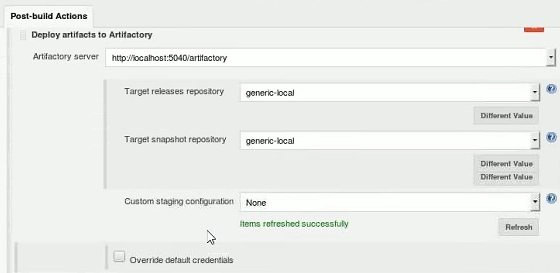 Post-build Actions
Deploy artifacts to Artifactory
Artifactory server http://localhost:5040/artifactory
Target releases repository generic-local
Different Value
Target snapshot repository generic-local
Different Value
Different Value
Custom staging configuration None
Items refreshed successfully
Refresh
Override default credentials